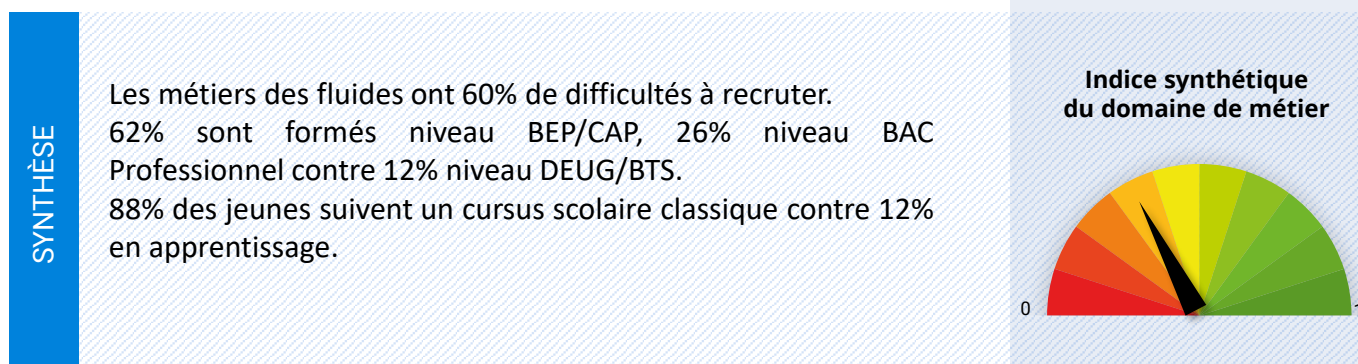 SYNTHÈSE
Les métiers des fluides ont 60% de difficultés à recruter.
62% sont formés niveau BEP/CAP, 26% niveau BAC
Professionnel contre 12% niveau DEUG/BTS.
88% des jeunes suivent un cursus scolaire classique contre 12%
en apprentissage.
Indice synthétique
du domaine de métier
0